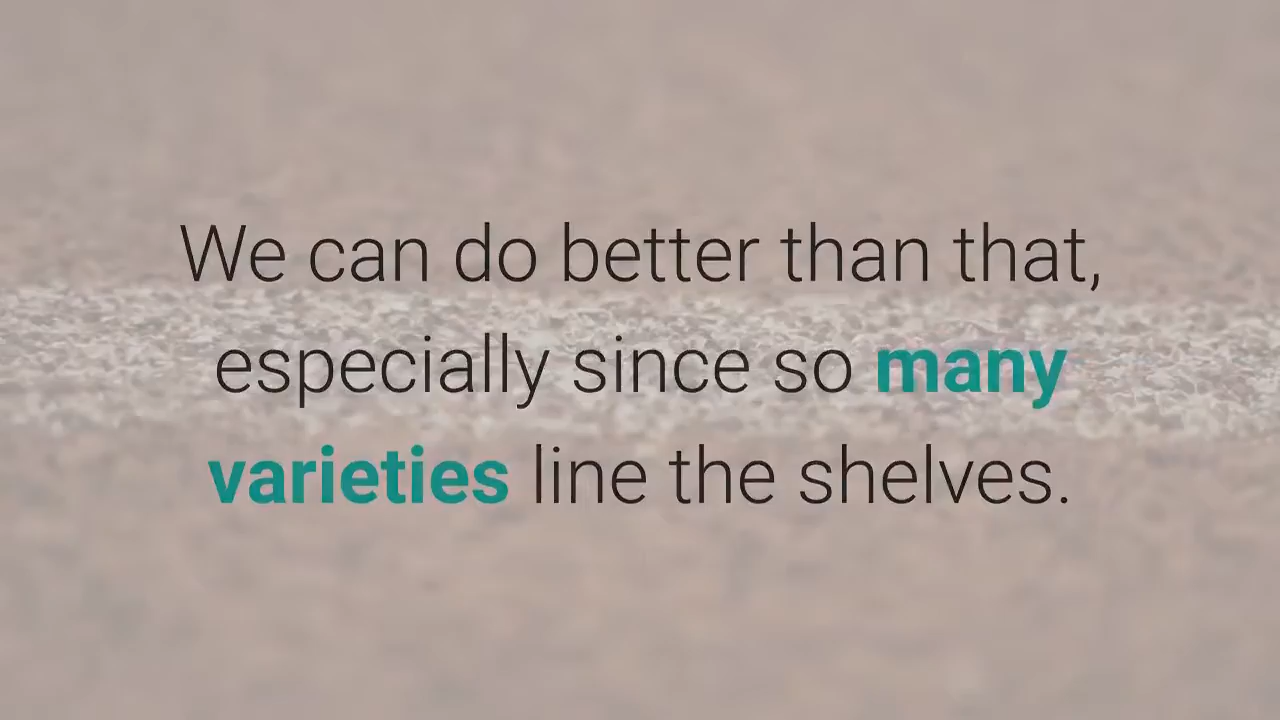 We can do better than that,
especially since so many
varieties line the shelves.